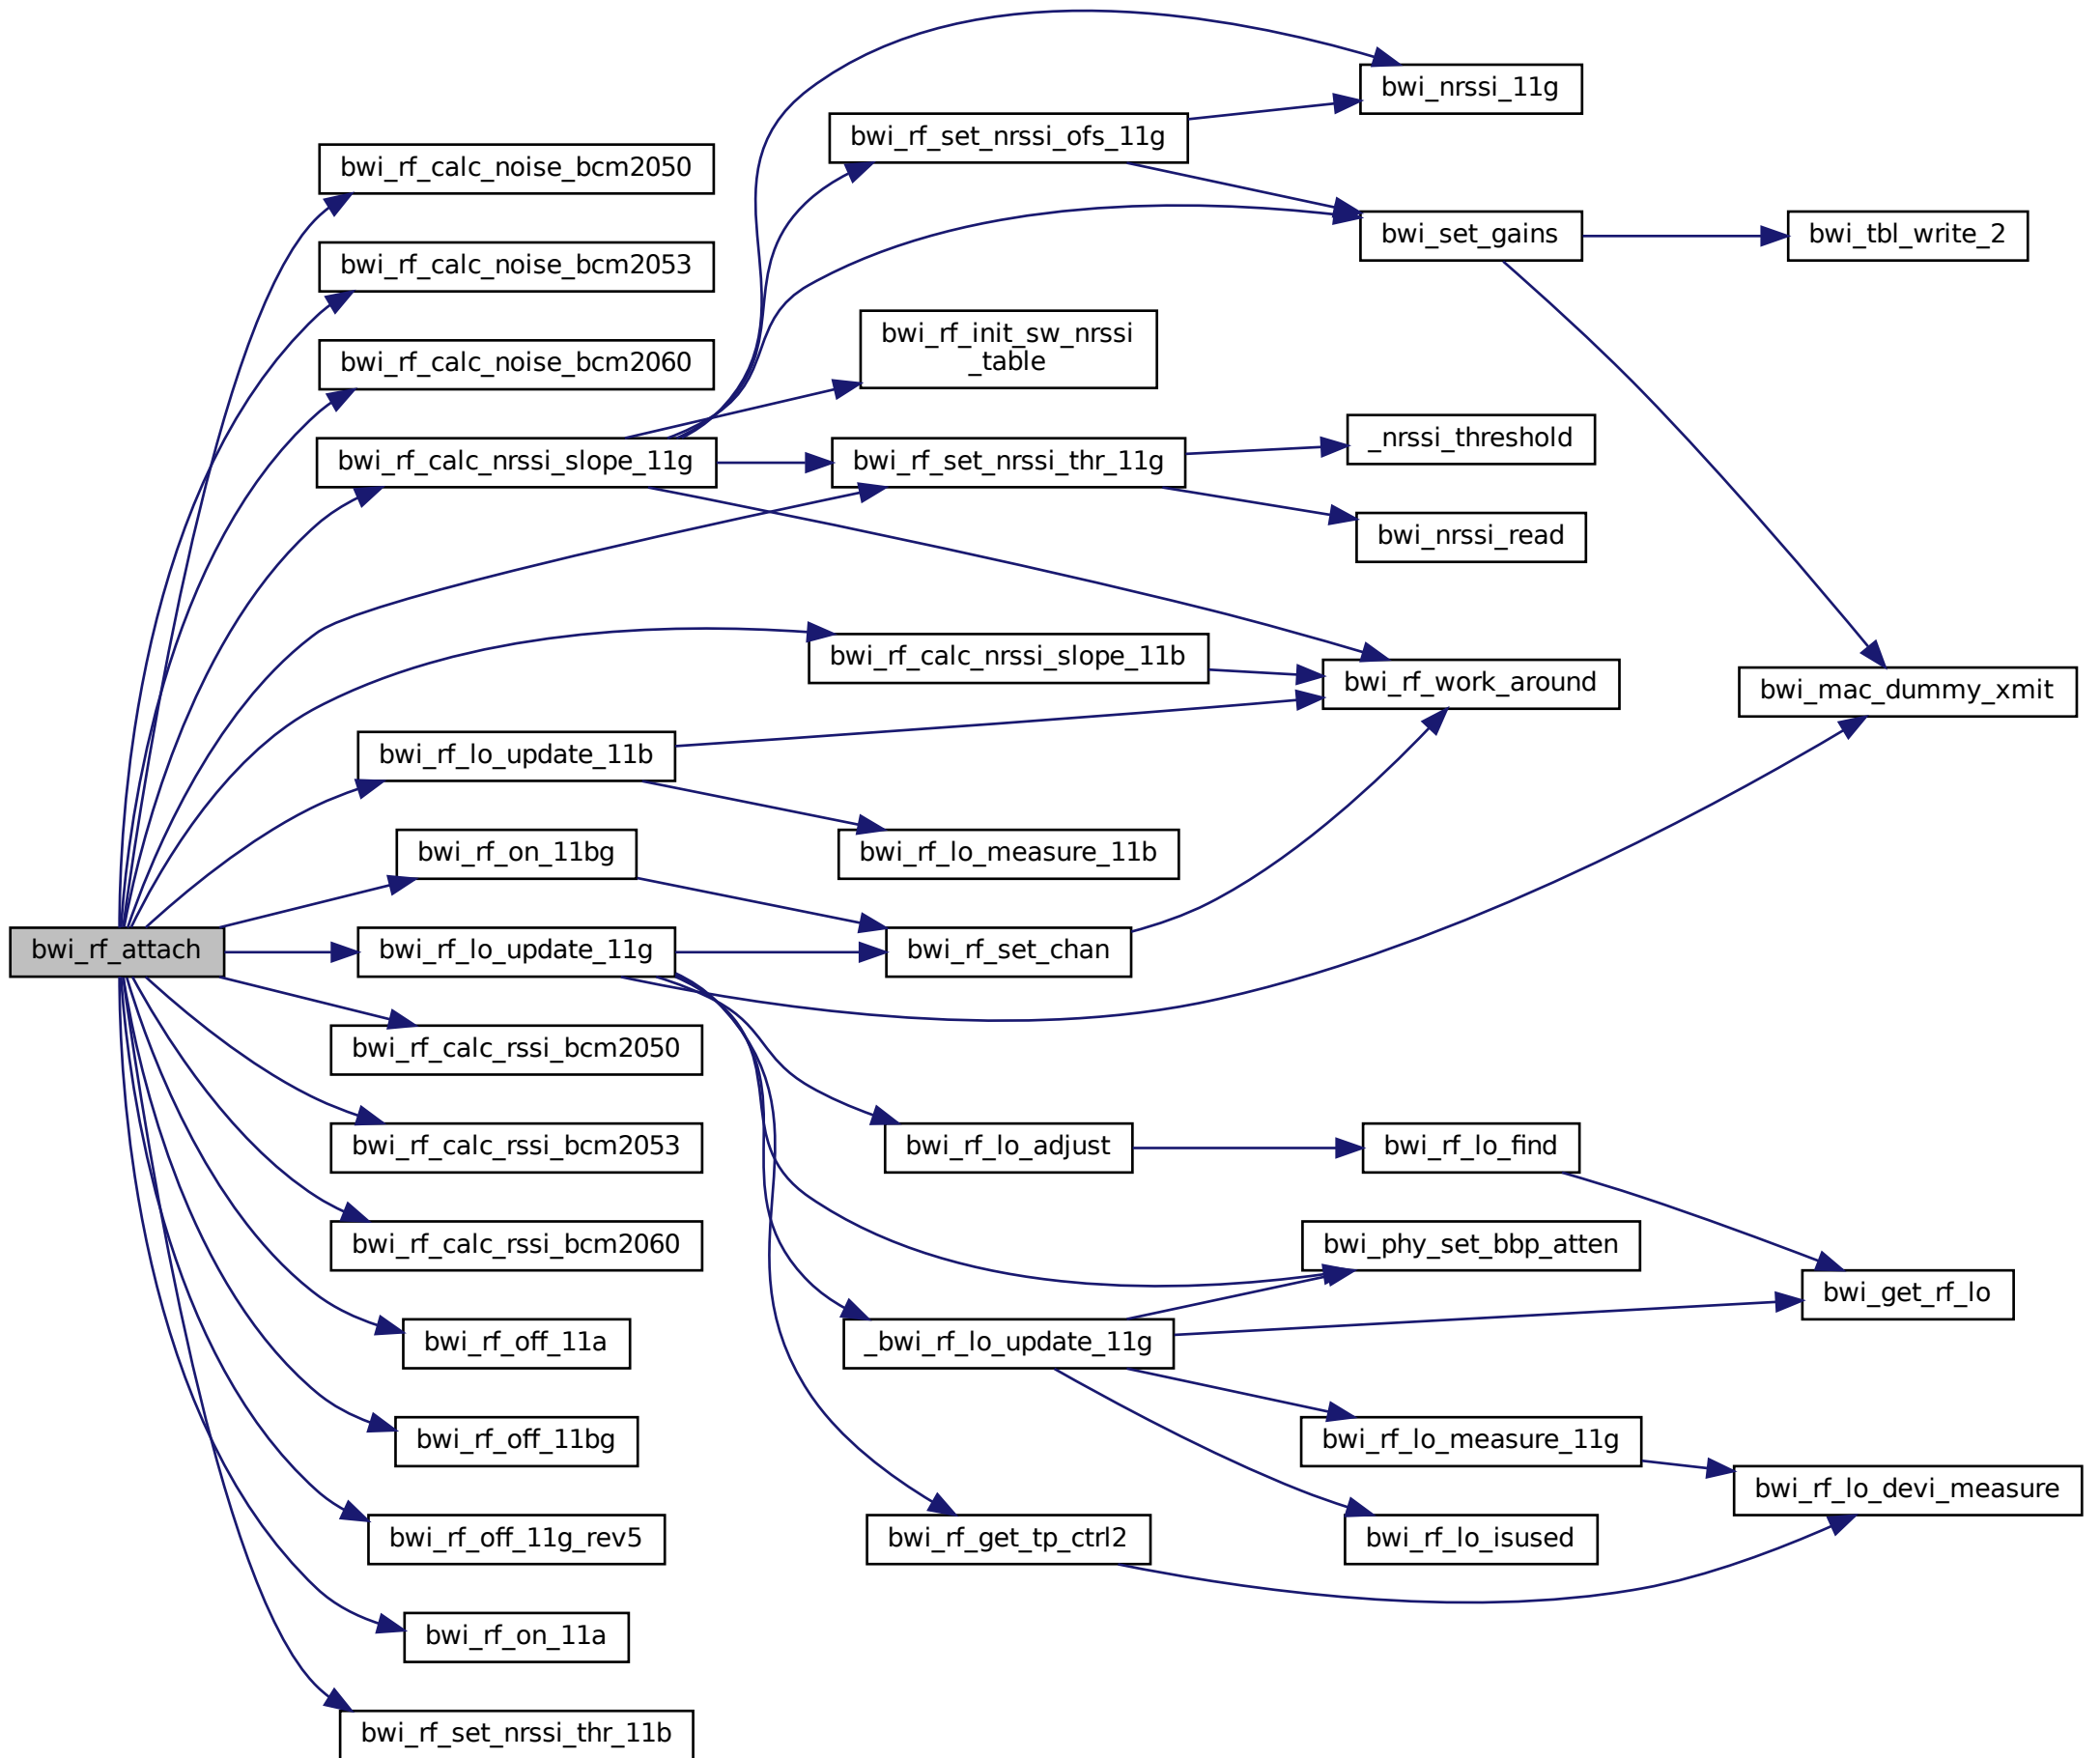 bwi_nrssi_11g
bwi_rf_set_nrssi_ofs_11g
bwi_rf_calc_noise_bcm2050
bwi_set_gains
bwi_tbl_write_2
bwi_rf_calc_noise_bcm2053
bwi_rf_init_sw_nrssi
_table
bwi_rf_calc_noise_bcm2060
_nrssi_threshold
bwi_rf_calc_nrssi_slope_11g
bwi_rf_set_nrssi_thr_11g
bwi_nrssi_read
bwi_rf_calc_nrssi_slope_11b
bwi_rf_work_around
bwi_mac_dummy_xmit
bwi_rf_lo_update_11b
bwi_rf_on_11bg
bwi_rf_lo_measure_11b
bwi_rf_attach
bwi_rf_lo_update_11g
bwi_rf_set_chan
bwi_rf_calc_rssi_bcm2050
bwi_rf_calc_rssi_bcm2053
bwi_rf_lo_adjust
bwi_rf_lo_find
bwi_rf_calc_rssi_bcm2060
bwi_phy_set_bbp_atten
bwi_get_rf_lo
bwi_rf_off_11a
_bwi_rf_lo_update_11g
bwi_rf_off_11bg
bwi_rf_lo_measure_11g
bwi_rf_lo_devi_measure
bwi_rf_off_11g_rev5
bwi_rf_get_tp_ctrl2
bwi_rf_lo_isused
bwi_rf_on_11a
bwi_rf_set_nrssi_thr_11b